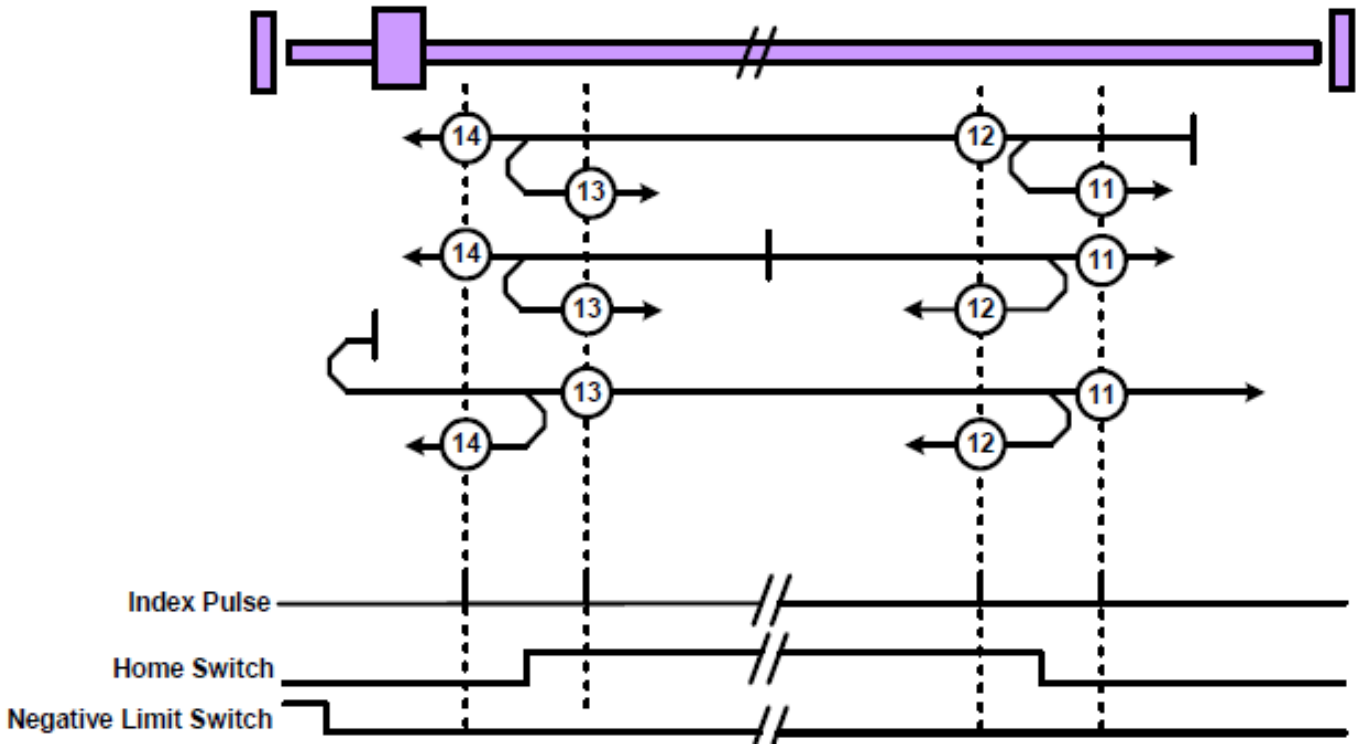 14 12
13 11
14 11
13 12
13 11
14 12
Index Pulse
Home Switch
Negative Limit Switch